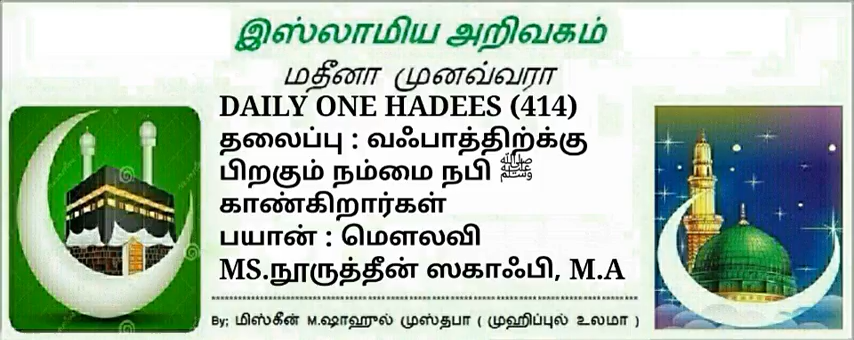 இஸ்லாமிய அறிவகம்
மதீனா முனவ்வரா
DAILY ONE HADEES (414)
தலைப்பு : வஃபாத்திற்க்கு
பிறகும் நம்மை நபி ﷺ
காண்கிறார்கள்
பயான் : மௌலவி
MS.நூருத்தீன் ஸகாஃபி, M.A
By; மிஸ்கீன் M.ஷாஹுல் முஸ்தபா ( முஹிப்புல் உலமா )